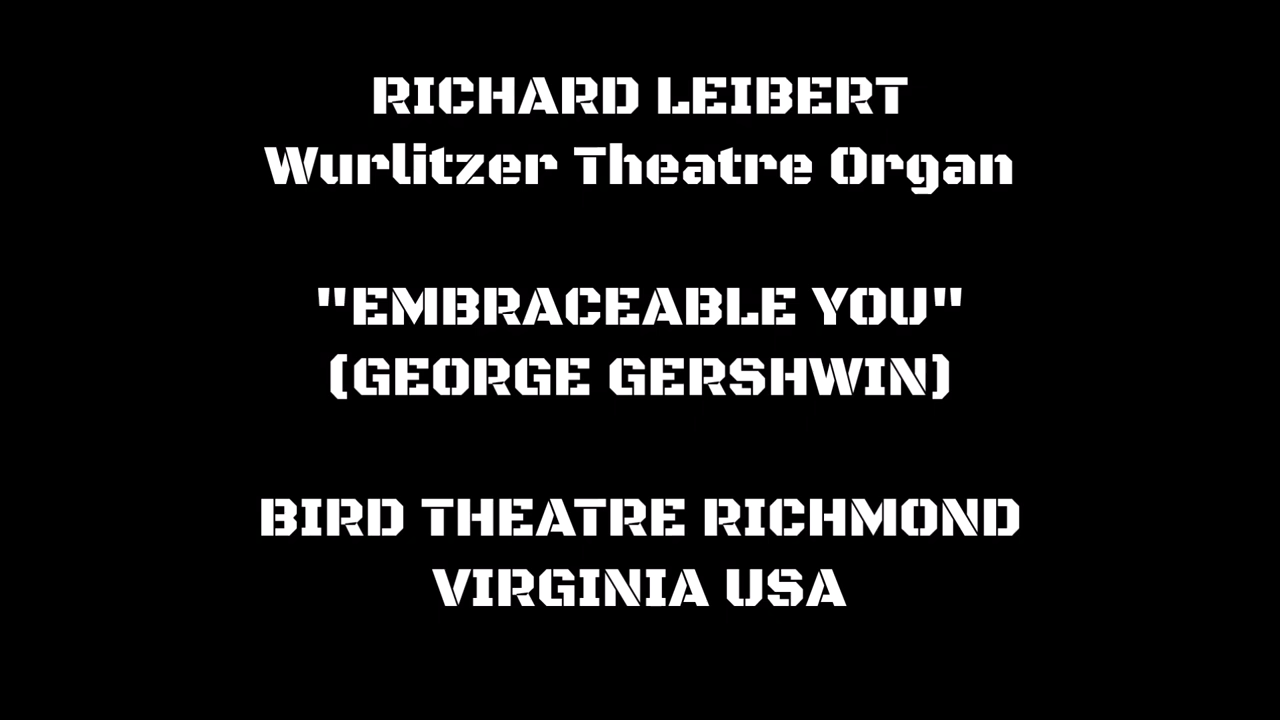 RICHARD LEIBERT
Wurlitzer Theatre Organ
"EMBRACEABLE YOU"
(GEORGE GERSHWIN)
BIRD THEATRE RICHMOND
VIRGINIA USA